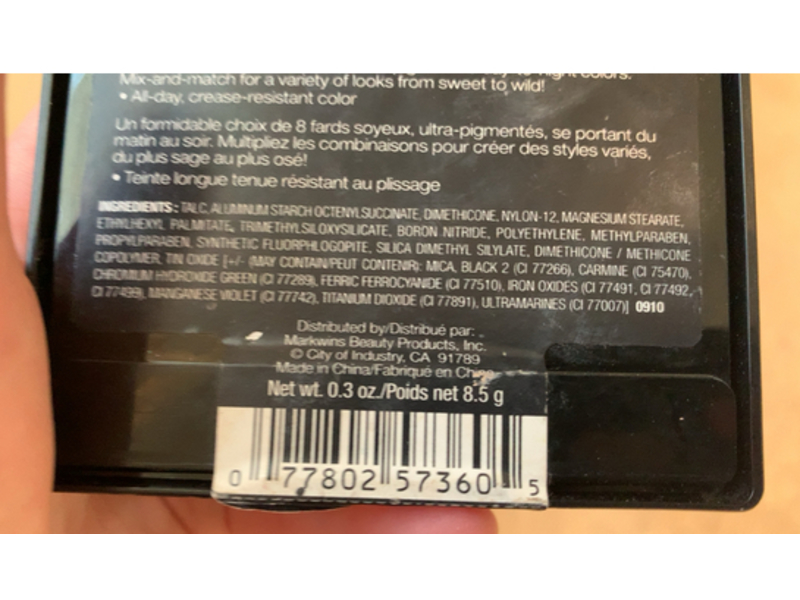 Mix-and-match for a variety of looks from sweet to wild!
• All-day, crease-resistant color
Un formidable choix de 8 fards soyeux, ultra-pigmentés, se portant du
matin au soir. Multipliez les combinaisons pour créer des styles variés,
du plus sage au plus osé!
• Teinte longue tenue résistant au plissage
INGREDIENTS: TALC, ALUMINUM STARCH OCTENYLSUCCINATE, DIMETHICONE, NYLON-12, MAGNESIUM STEARATE,
ETHYLHEXYL PALMITATE, TRIMETHYLSILOXYSILICATE, BORON NITRIDE, POLYETHYLENE, METHYLPARABEN,
PROPYLPARABEN, SYNTHETIC FLUORPHLOGOPITE, SILICA DIMETHYL SILYLATE, DIMETHICONE / METHICONE
COPOLYMER, TIN OXIDE [+/- (MAY CONTAIN/PEUT CONTENIR): MICA, BLACK 2 (CI 77266), CARMINE (CI 75470),
CHROMIUM HYDROXIDE GREEN (CI 77289), FERRIC FERROCYANIDE (CI 77510), IRON OXIDES (CI 77491, CI 77492,
CI 77499), MANGANESE VIOLET (CI 77742), TITANIUM DIOXIDE (CI 77891), ULTRAMARINES (CI 77007)] 0910
Distributed by/Distribué par:
Markwins Beauty Products, Inc.
© City of Industry, CA 91789
Made in China/Fabriqué en Chine
Net wt. 0.3 oz./Poids net 8.5 g
0 77802 57360 5